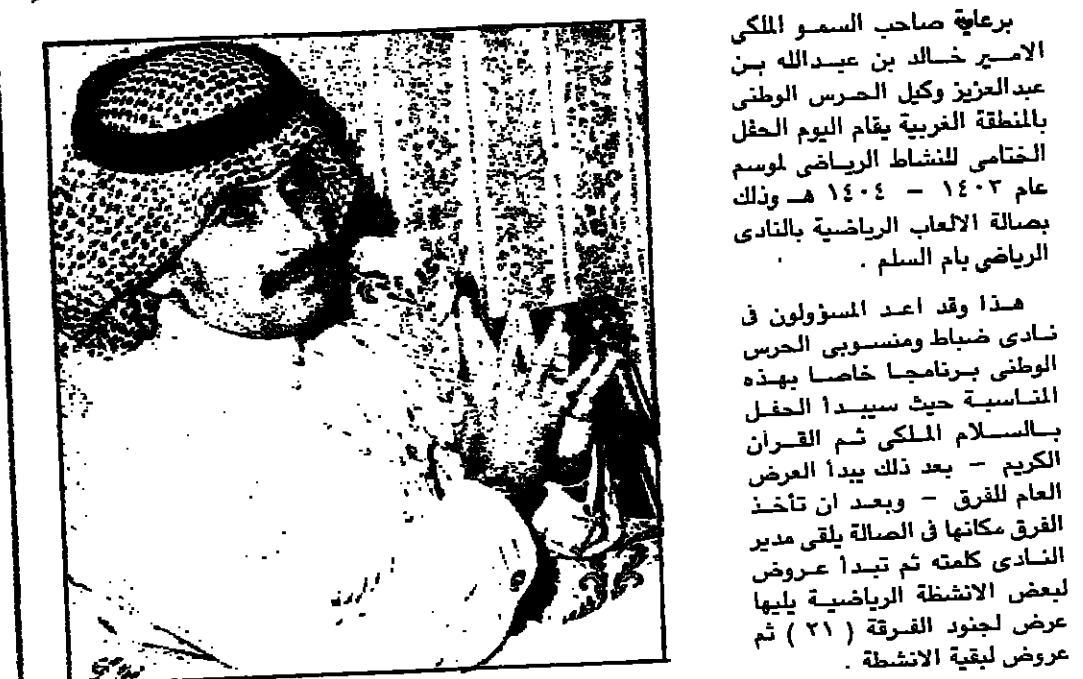 برعاية صاحب السمو الملكى
الامير خالد بن عبدالله بن
عبدالعزيز وكيل الحرس الوطنى
بالمنطقة الغربية يقام اليوم الحفل
الختامى للنشاط الرياضى لموسم
عام ١٤٠٣ – ١٤٠٤ هـ وذلك
بصالة الالعاب الرياضية بالنادى
الرياضى بام السلم .
هذا وقد اعد المسؤولون فى
نادى ضباط ومنسوبى الحرس
الوطنى برنامجا خاصا بهذه
المناسبة حيث سيبدأ الحفل
بالسلام الملكى ثم القران
الكريم – بعد ذلك يبدأ العرض
العام للفرق – وبعد ان تأخذ
الفرق مكانها فى الصالة يلقى مدير
النادى كلمته ثم تبدأ عروض
لبعض الانشطة الرياضية يليها
عرض لجنود الفرقة ( ٢١ ) ثم
عروض لبقية الانشطة .